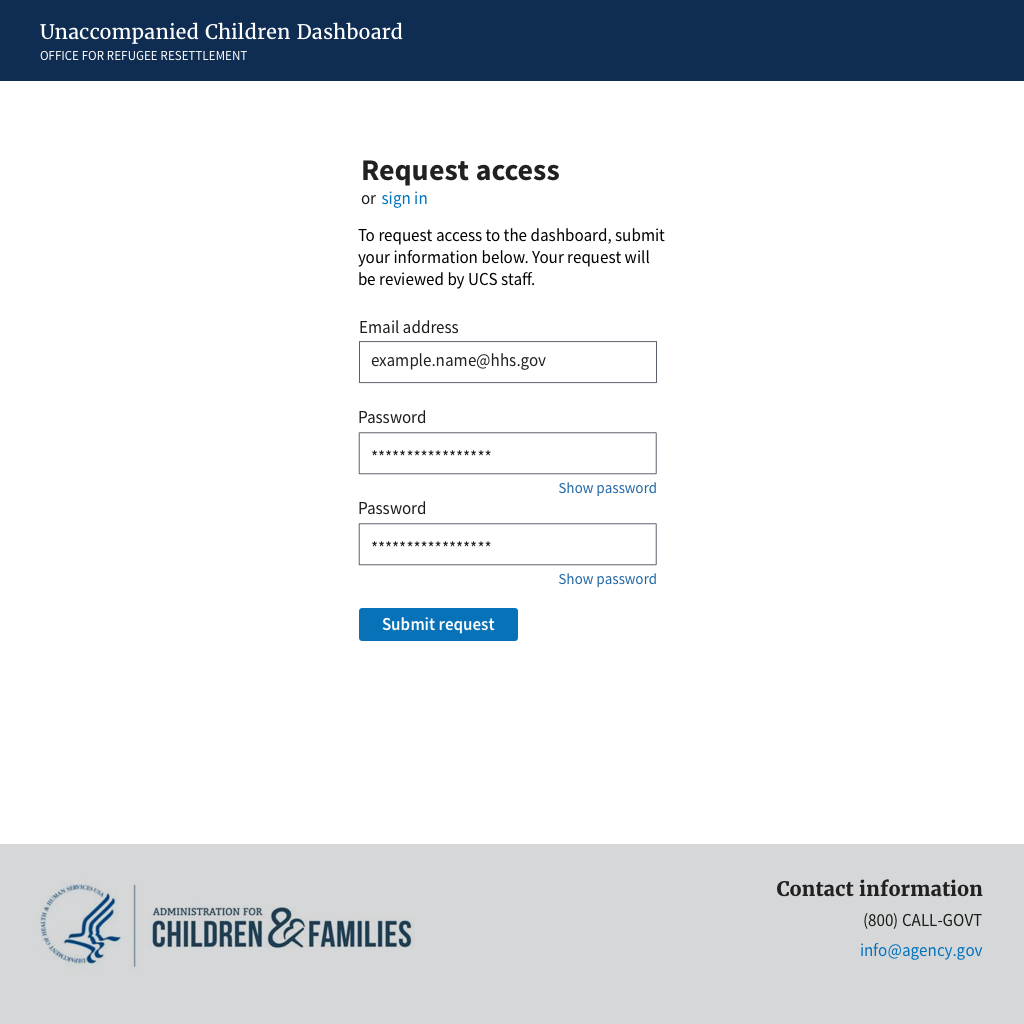 Unaccompanied Children Dashboard
OFFICE FOR REFUGEE RESETTLEMENT
Request access
or sign in
To request access to the dashboard, submit
your information below. Your request will
be reviewed by UCS staff.
Email address
example.name@hhs.gov
Password
*****************
Show password
Password
*****************
Show password
Submit request
DEPARTMENT OF HEALTH & HUMAN SERVICES USA
ADMINISTRATION FOR
CHILDREN & FAMILIES
Contact information
(800) CALL-GOVT
info@agency.gov